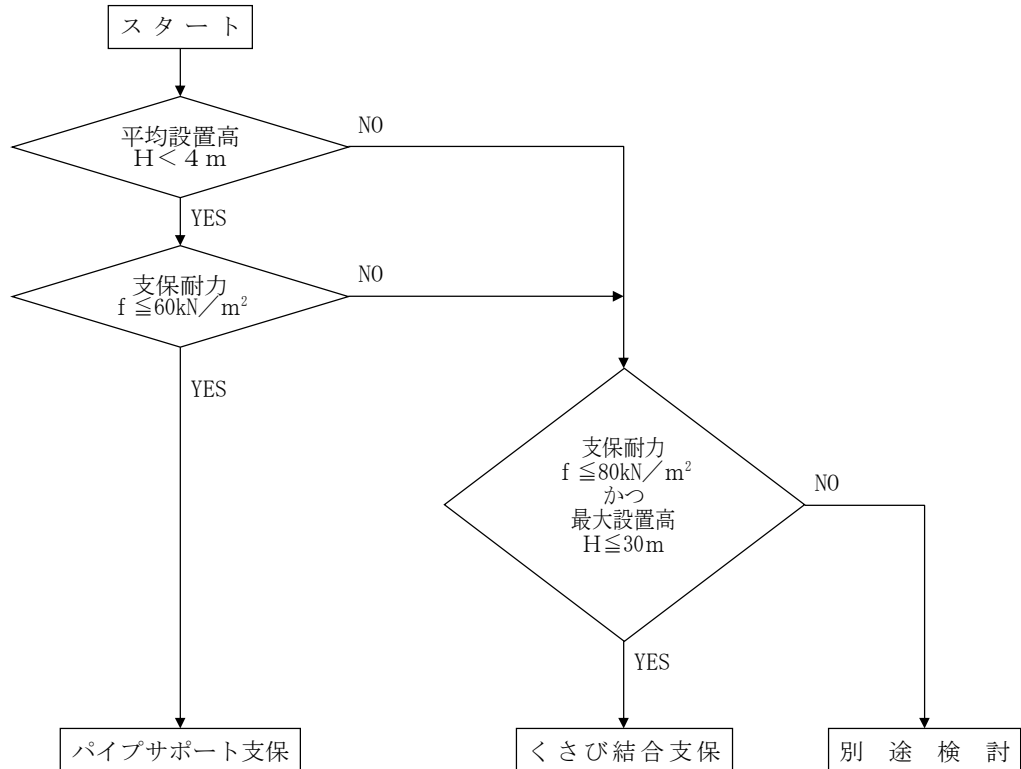 スタート
平均設置高
H<4m
NO
YES
支保耐力
f≦60kN/m²
NO
YES
支保耐力
f≦80kN/m²
かつ
最大設置高
H≦30m
NO
YES
パイプサポート支保
くさび結合支保
別途検討